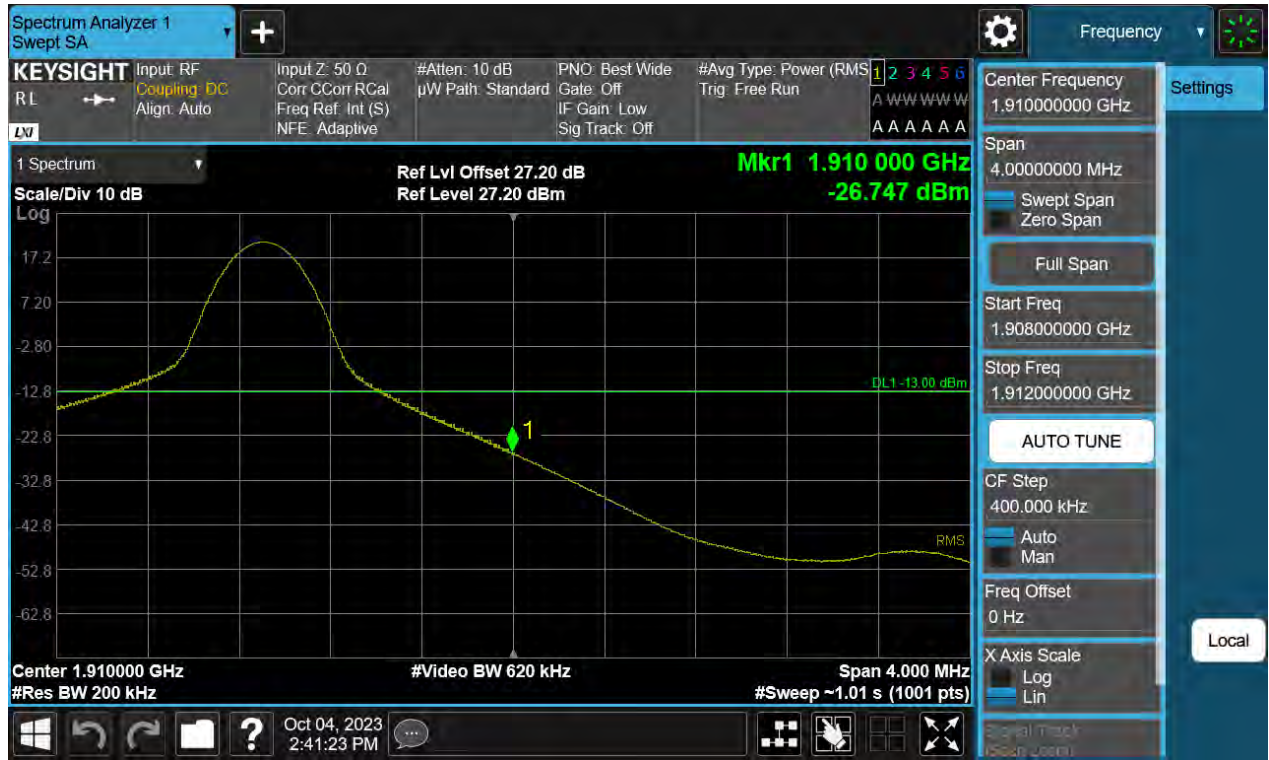 Spectrum Analyzer 1
Swept SA
Frequency
KEYSIGHT
RL
LXI
Input: RF
Coupling: DC
Align: Auto
Input Z: 50 Ω
Corr CCorr RCal
Freq Ref: Int (S)
NFE: Adaptive
#Atten: 10 dB
µW Path: Standard
PNO: Best Wide
Gate: Off
IF Gain: Low
Sig Track: Off
#Avg Type: Power (RMS
Trig: Free Run
1 2 3 4 5 6
A W W W W W
A A A A A A
1 Spectrum
Scale/Div 10 dB
Log
Ref Lvl Offset 27.20 dB
Ref Level 27.20 dBm
Mkr1 1.910 000 GHz
-26.747 dBm
17.2
7.20
-2.80
-12.8
-22.8
-32.8
-42.8
-52.8
-62.8
DL1 -13.00 dBm
1
RMS
Center 1.910000 GHz
#Video BW 620 kHz
Span 4.000 MHz
#Res BW 200 kHz
#Sweep ~1.01 s (1001 pts)
Center Frequency
1.910000000 GHz
Settings
Span
4.00000000 MHz
Swept Span
Zero Span
Full Span
Start Freq
1.908000000 GHz
Stop Freq
1.912000000 GHz
AUTO TUNE
CF Step
400.000 kHz
Auto
Man
Freq Offset
0 Hz
X Axis Scale
Log
Lin
Signal Track
(Span Zoom)
Local
?
Oct 04, 2023
2:41:23 PM